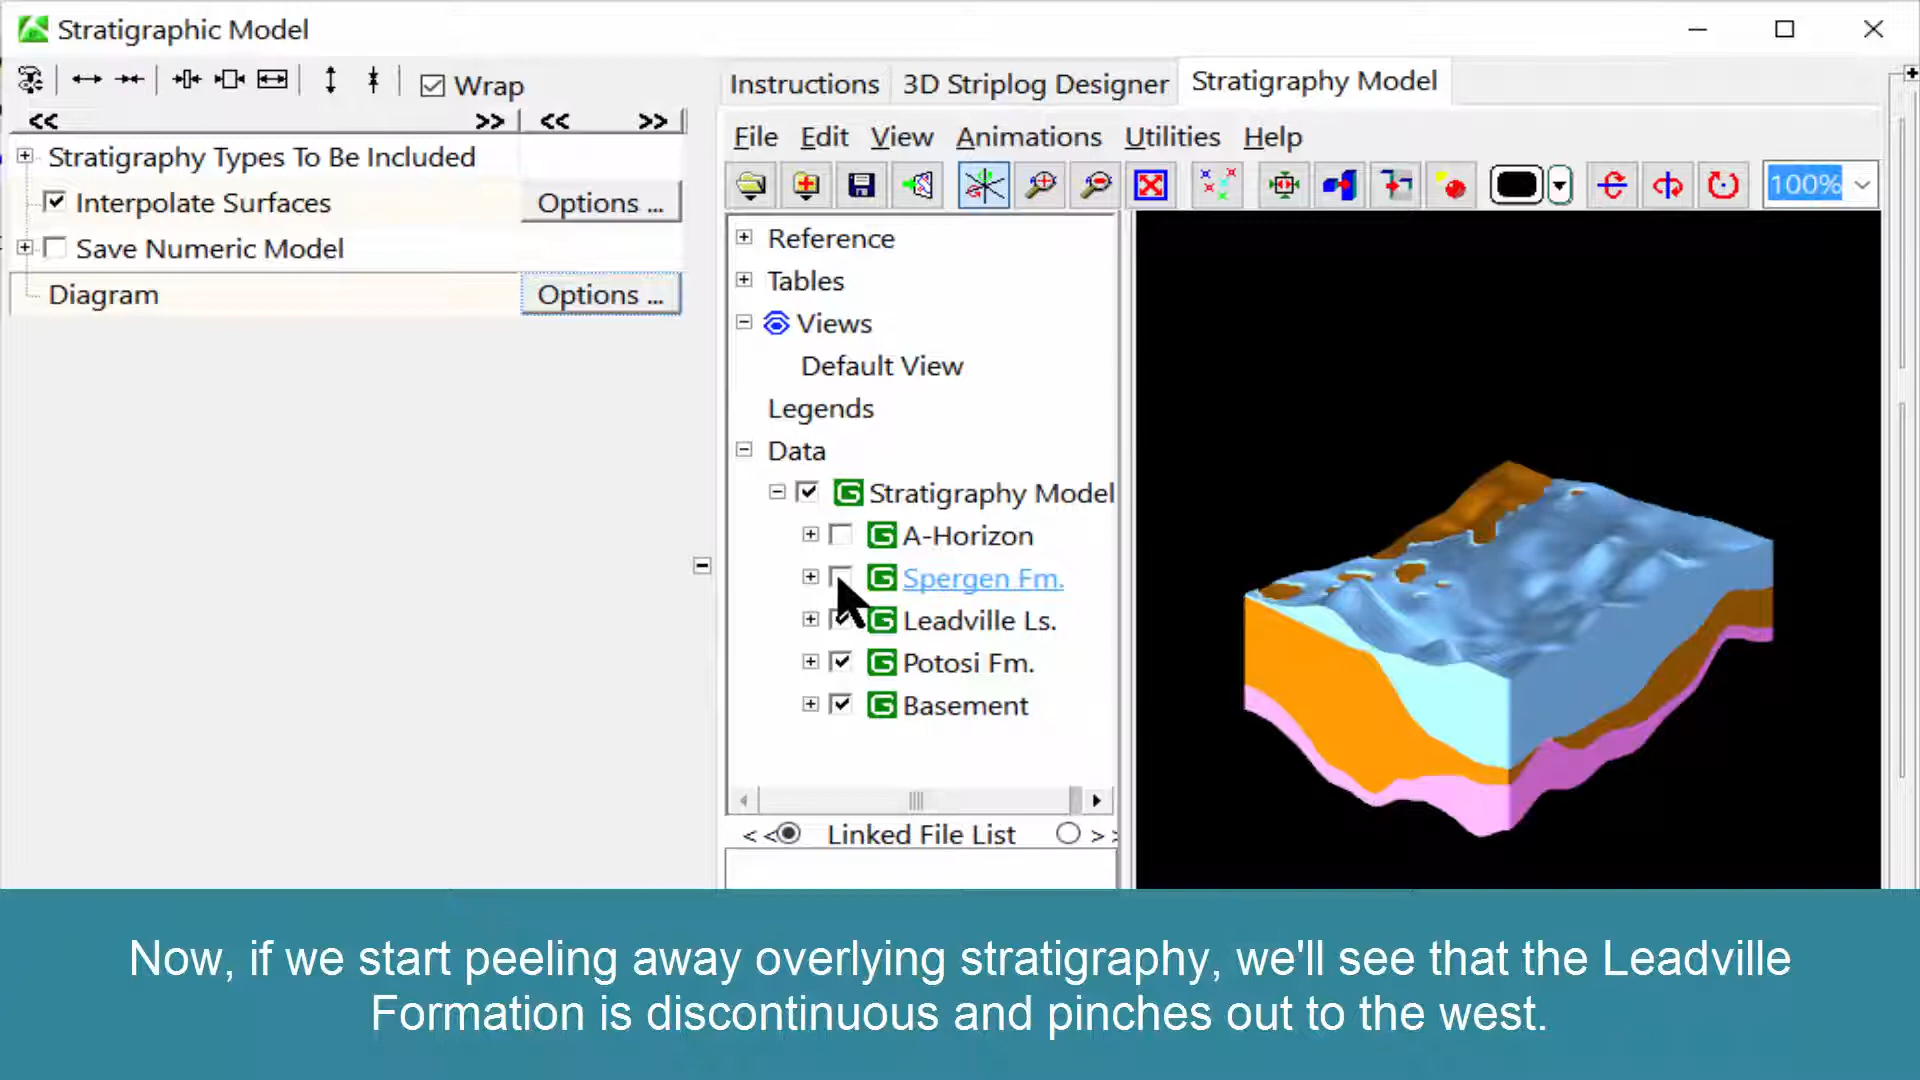 Stratigraphic Model
Wrap
<< >> << >>
Stratigraphy Types To Be Included
Interpolate Surfaces Options ...
Save Numeric Model
Diagram Options ...
Instructions 3D Striplog Designer Stratigraphy Model
File Edit View Animations Utilities Help
100%
Reference
Tables
Views
Default View
Legends
Data
Stratigraphy Model
A-Horizon
Spergen Fm.
Leadville Ls.
Potosi Fm.
Basement
< < Linked File List > >
Now, if we start peeling away overlying stratigraphy, we'll see that the Leadville
Formation is discontinuous and pinches out to the west.